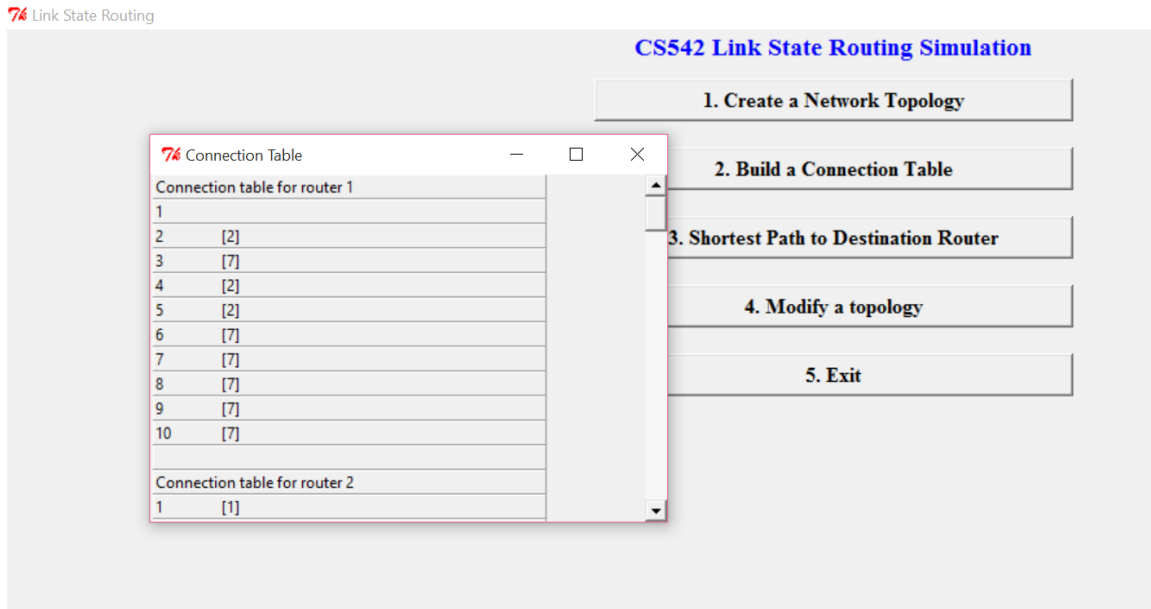 Link State Routing
CS542 Link State Routing Simulation
1. Create a Network Topology
2. Build a Connection Table
3. Shortest Path to Destination Router
4. Modify a topology
5. Exit
Connection Table
Connection table for router 1
1
2 [2]
3 [7]
4 [2]
5 [2]
6 [7]
7 [7]
8 [7]
9 [7]
10 [7]
Connection table for router 2
1 [1]